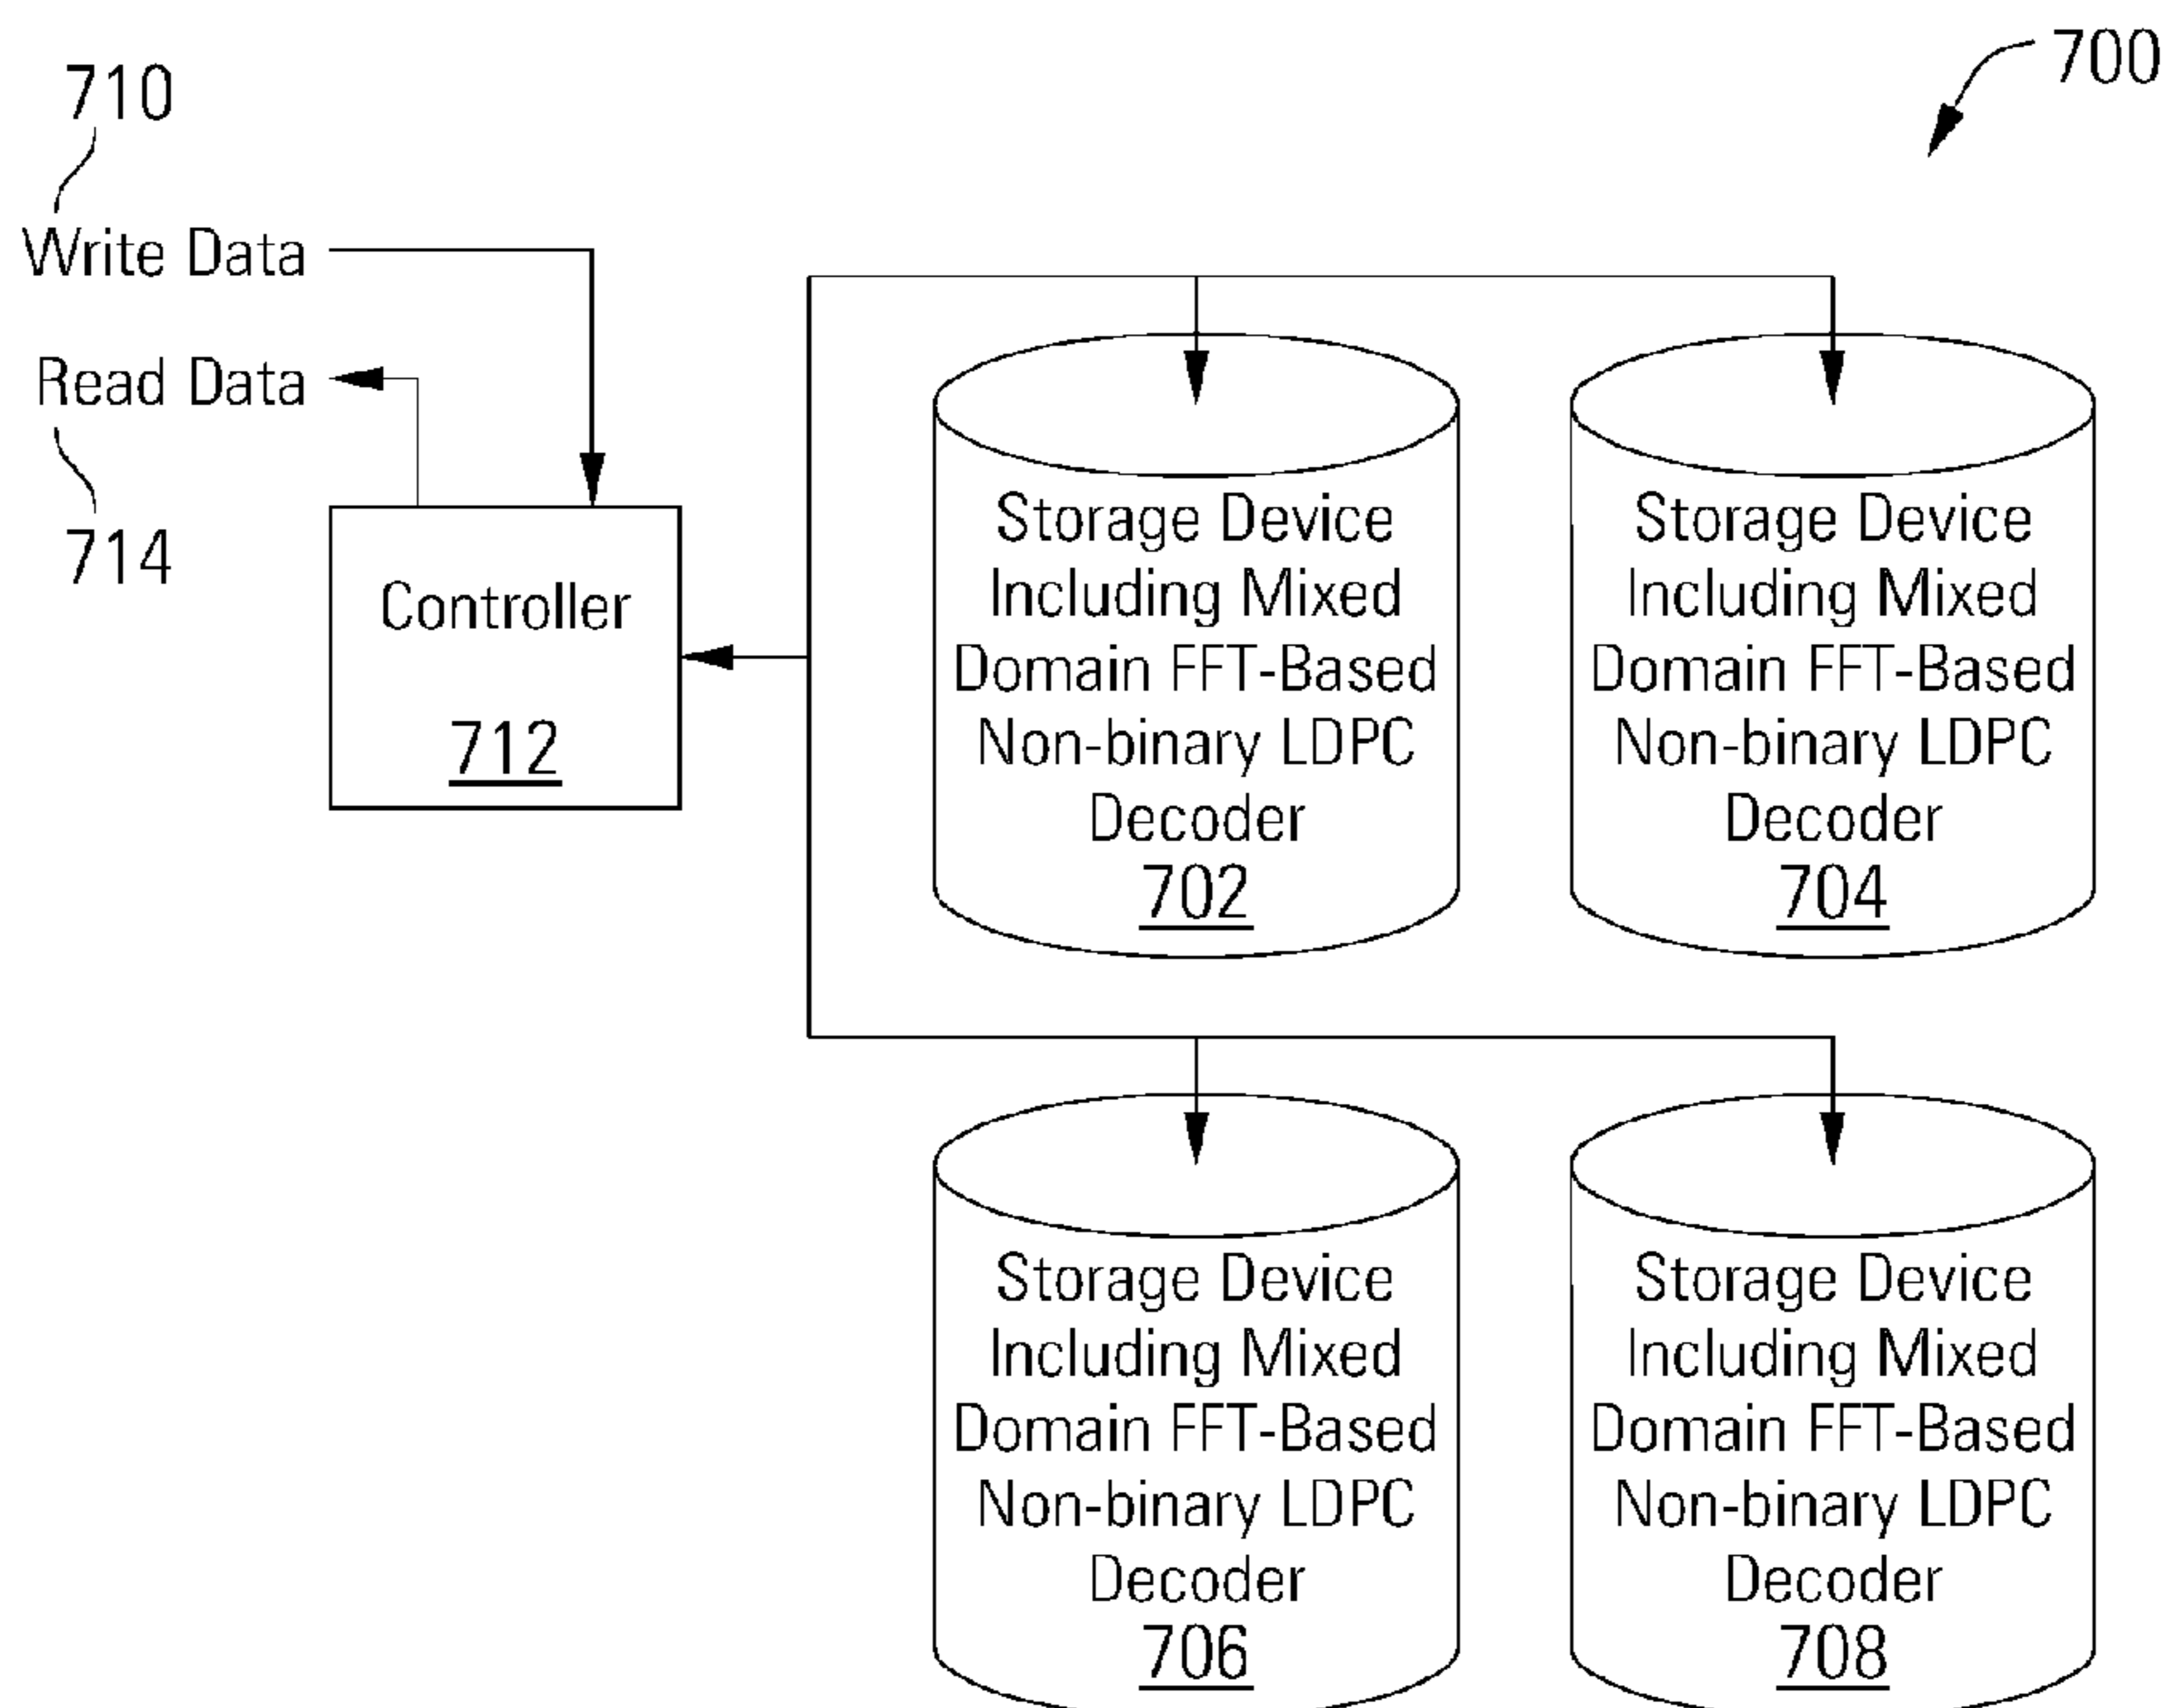 700
710
Write Data
Read Data
714
Controller
712
Storage Device
Including Mixed
Domain FFT-Based
Non-binary LDPC
Decoder
702
Storage Device
Including Mixed
Domain FFT-Based
Non-binary LDPC
Decoder
704
Storage Device
Including Mixed
Domain FFT-Based
Non-binary LDPC
Decoder
706
Storage Device
Including Mixed
Domain FFT-Based
Non-binary LDPC
Decoder
708